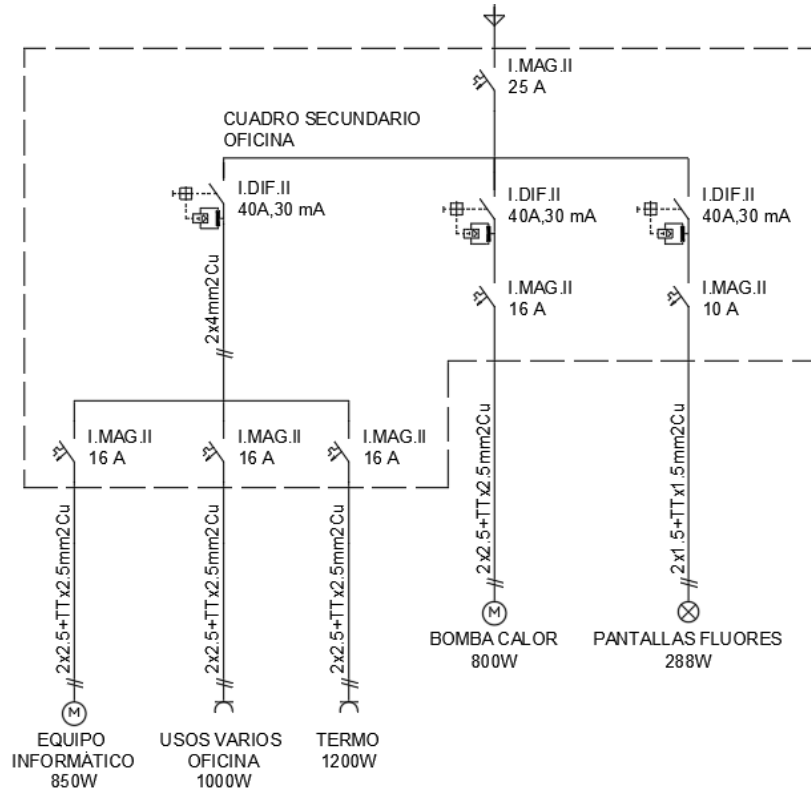 I.MAG.II
25 A
CUADRO SECUNDARIO
OFICINA
I.DIF.II
40A,30 mA
I.DIF.II
40A,30 mA
I.DIF.II
40A,30 mA
2x4mm2Cu
I.MAG.II
16 A
I.MAG.II
10 A
I.MAG.II
16 A
I.MAG.II
16 A
I.MAG.II
16 A
2x2.5+TTx2.5mm2Cu
2x2.5+TTx2.5mm2Cu
2x2.5+TTx2.5mm2Cu
2x2.5+TTx2.5mm2Cu
2x1.5+TTx1.5mm2Cu
M
BOMBA CALOR
800W
PANTALLAS FLUORES
288W
M
EQUIPO
INFORMÁTICO
850W
USOS VARIOS
OFICINA
1000W
TERMO
1200W